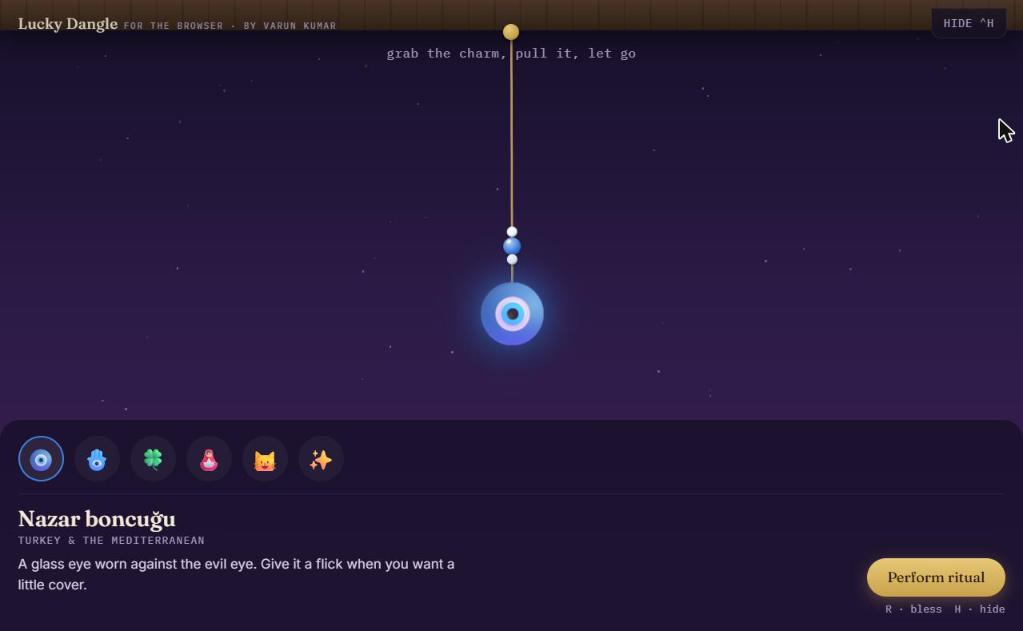 Lucky Dangle FOR THE BROWSER · BY VARUN KUMAR
HIDE ^H
grab the charm, pull it, let go
Nazar boncuğu
TURKEY & THE MEDITERRANEAN
A glass eye worn against the evil eye. Give it a flick when you want a
little cover.
Perform ritual
R · bless H · hide